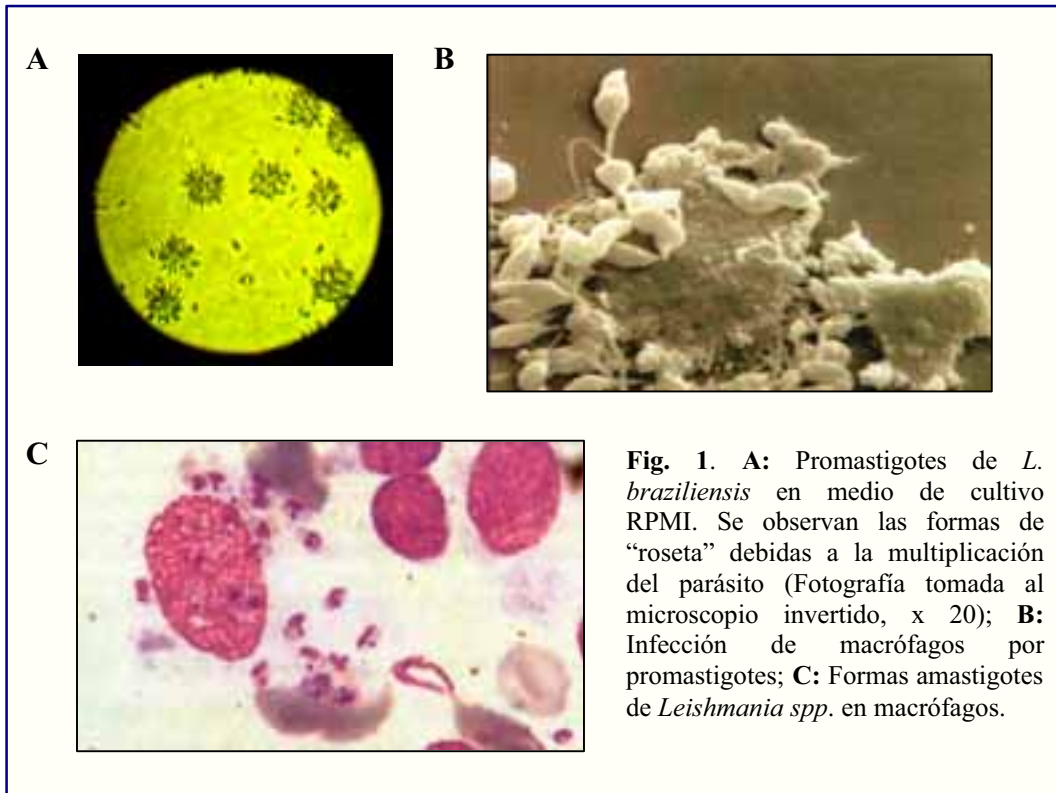 A
B
C
Fig. 1. A: Promastigotes de L.
braziliensis en medio de cultivo
RPMI. Se observan las formas de
“roseta” debidas a la multiplicación
del parásito (Fotografía tomada al
microscopio invertido, x 20); B:
Infección de macrófagos por
promastigotes; C: Formas amastigotes
de Leishmania spp. en macrófagos.